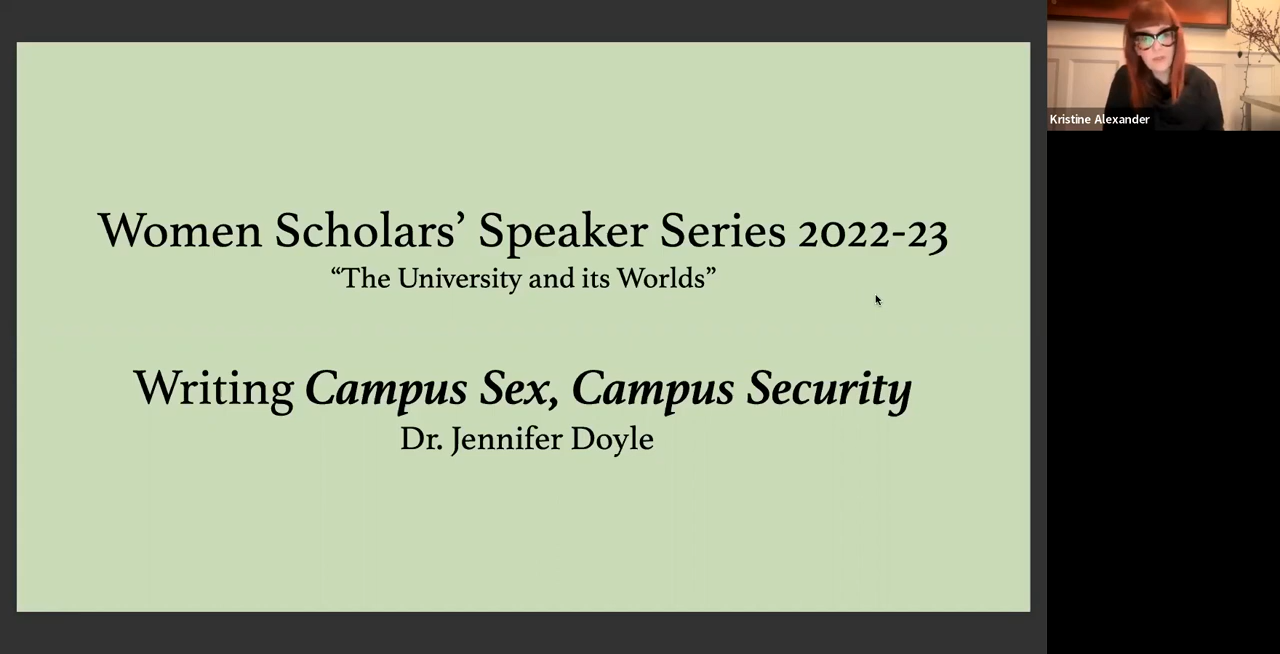 Women Scholars’ Speaker Series 2022-23
“The University and its Worlds”
Writing Campus Sex, Campus Security
Dr. Jennifer Doyle
Kristine Alexander